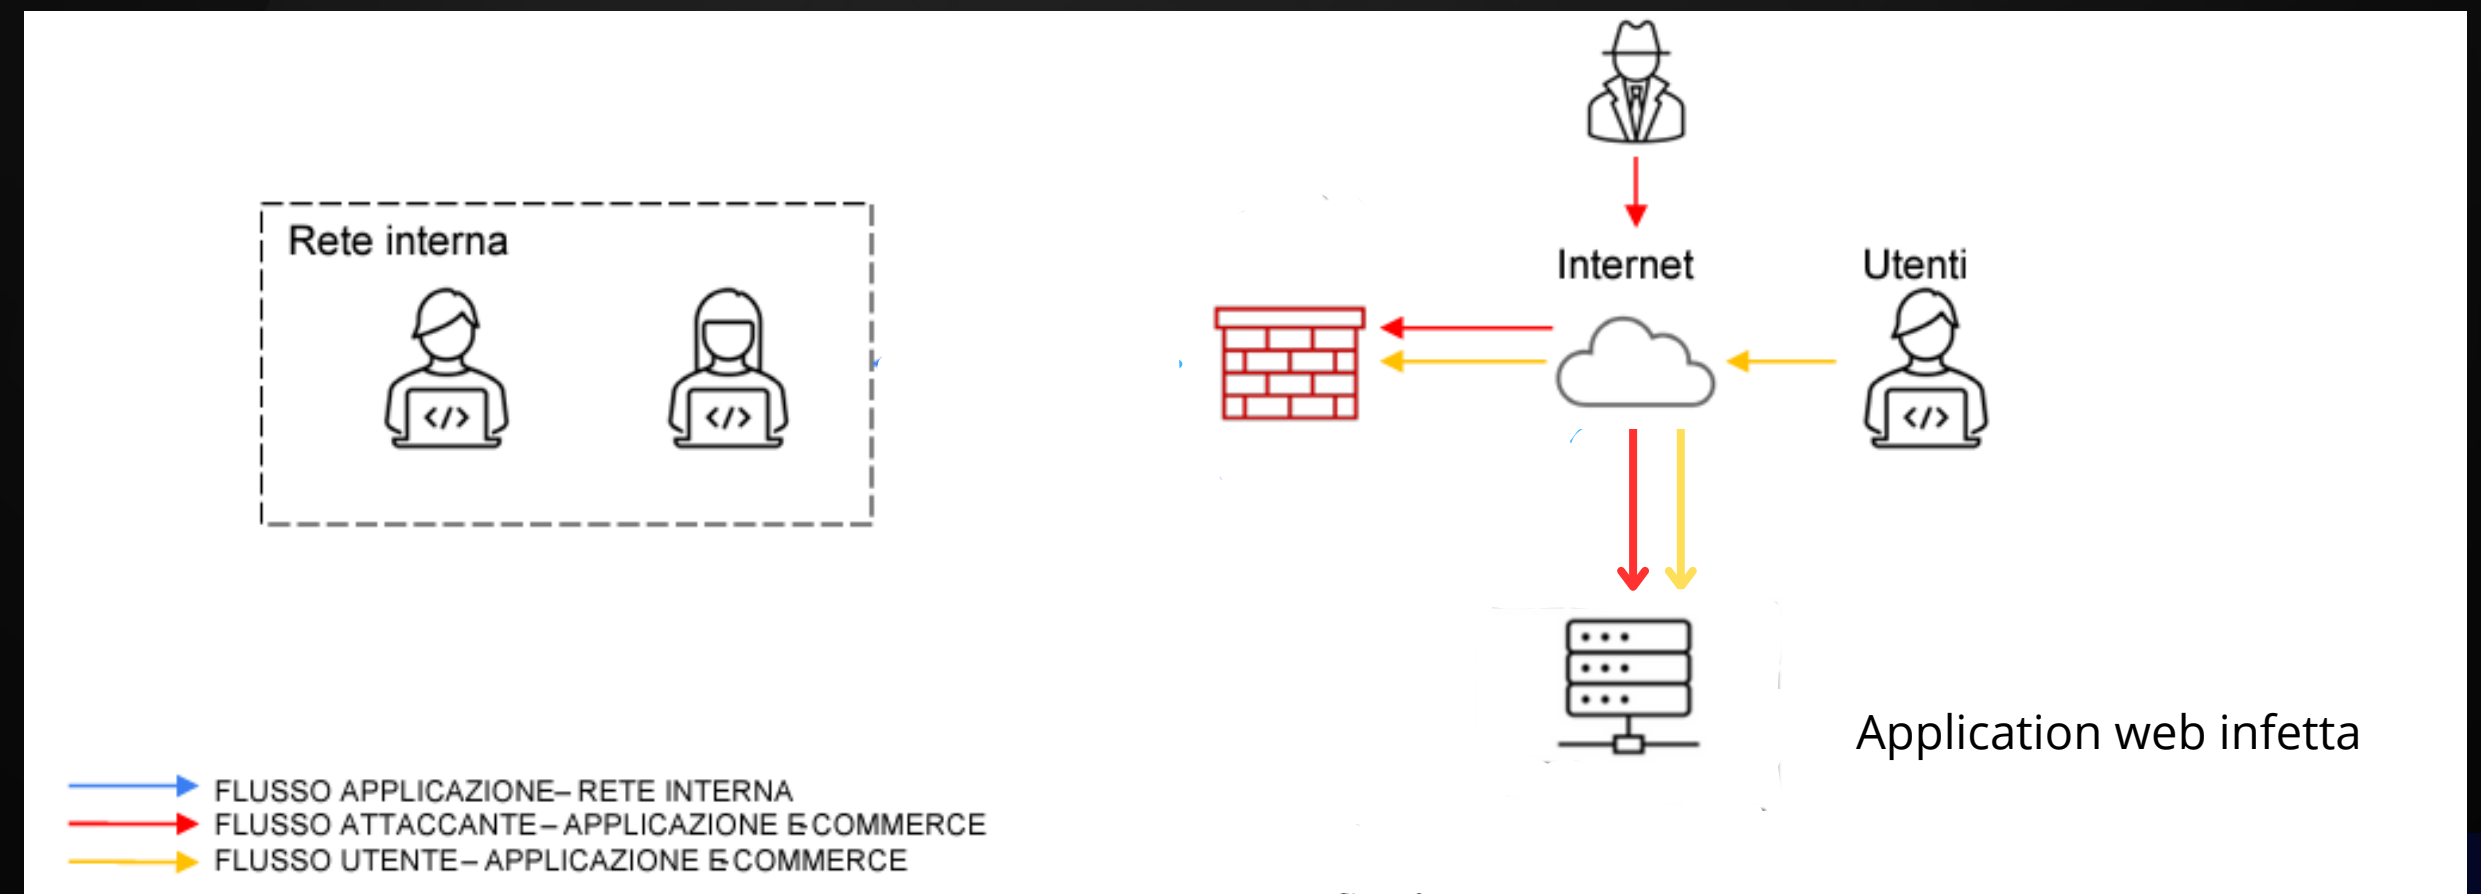 Rete interna
Internet
Utenti
</>
</>
</>
Application web infetta
FLUSSO APPLICAZIONE– RETE INTERNA
FLUSSO ATTACCANTE – APPLICAZIONE E-COMMERCE
FLUSSO UTENTE – APPLICAZIONE E-COMMERCE